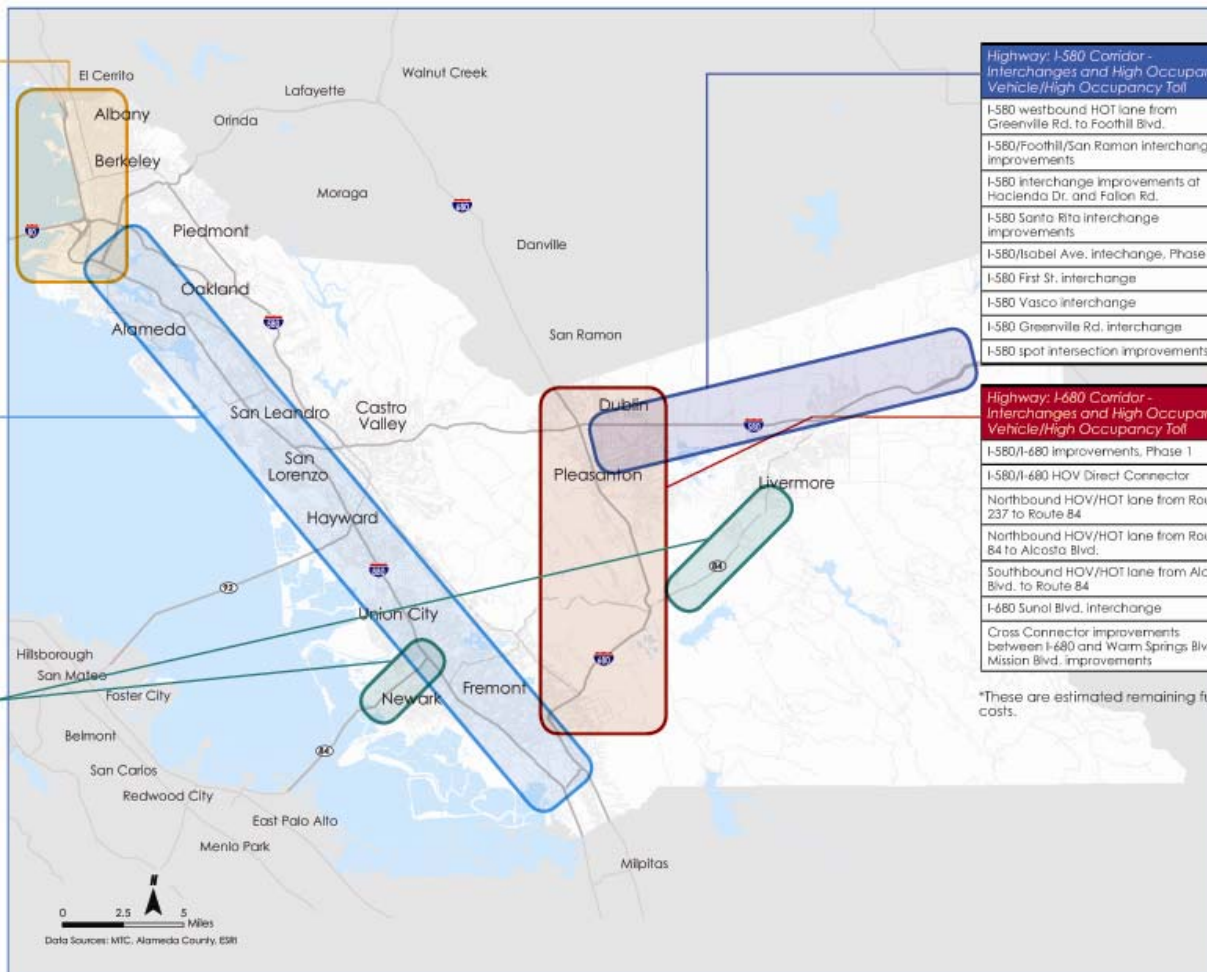 El Cerrito
Walnut Creek
Lafayette
Albany
Orinda
Berkeley
Moraga
680
80
Piedmont
Danville
Oakland
580
Alameda
San Ramon
San Leandro
Castro
Valley
Dublin
580
San
Lorenzo
Pleasanton
Livermore
Hayward
880
84
92
Union City
Hillsborough
San Mateo
680
Foster City
Newark
Fremont
Belmont
84
San Carlos
Redwood City
East Palo Alto
Menlo Park
Milpitas
N
0 2.5 5
Miles
Data Sources: MTC, Alameda County, ESRI
Highway: I-580 Corridor -
Interchanges and High Occupan
Vehicle/High Occupancy Toll
I-580 westbound HOT lane from
Greenville Rd. to Foothill Blvd.
I-580/Foothill/San Ramon interchang
improvements
I-580 interchange improvements at
Hacienda Dr. and Fallon Rd.
I-580 Santa Rita interchange
improvements
I-580/Isabel Ave. intechange, Phase
I-580 First St. interchange
I-580 Vasco interchange
I-580 Greenville Rd. interchange
I-580 spot intersection improvements
Highway: I-680 Corridor -
Interchanges and High Occupan
Vehicle/High Occupancy Toll
I-580/I-680 improvements, Phase 1
I-580/I-680 HOV Direct Connector
Northbound HOV/HOT lane from Rou
237 to Route 84
Northbound HOV/HOT lane from Rou
84 to Alcosta Blvd.
Southbound HOV/HOT lane from Alc
Blvd. to Route 84
I-680 Sunol Blvd. interchange
Cross Connector improvements
between I-680 and Warm Springs Blv
Mission Blvd. improvements
*These are estimated remaining fu
costs.